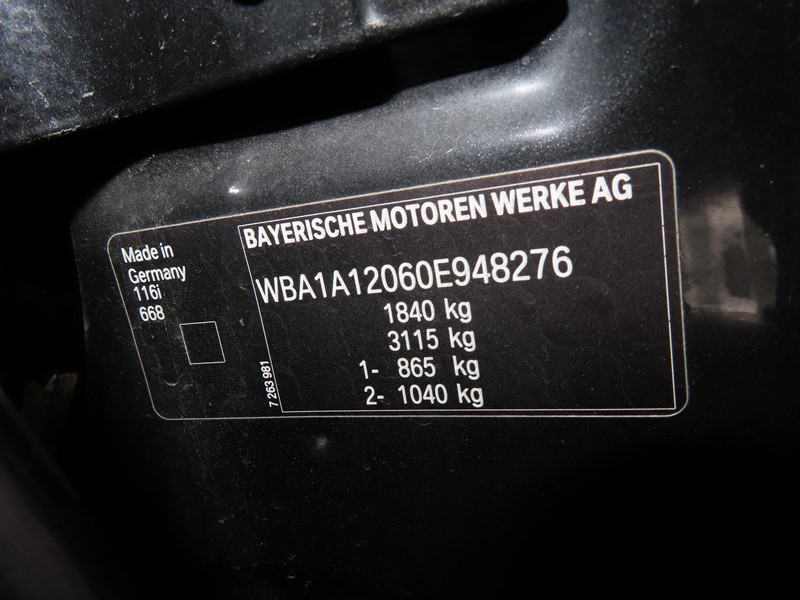 Made in
Germany
116i
668
BAYERISCHE MOTOREN WERKE AG
WBA1A12060E948276
1840 kg
3115 kg
1- 865 kg
2- 1040 kg
7 263 981